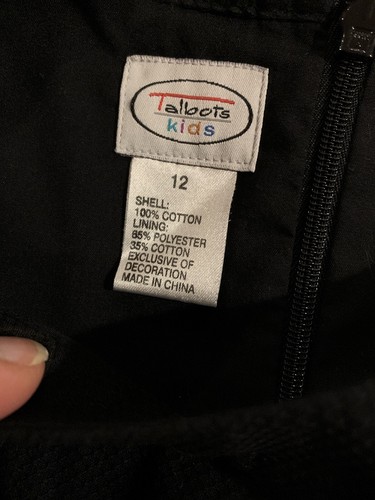 Talbots
kids
12
SHELL:
100% COTTON
LINING:
65% POLYESTER
35% COTTON
EXCLUSIVE OF
DECORATION
MADE IN CHINA